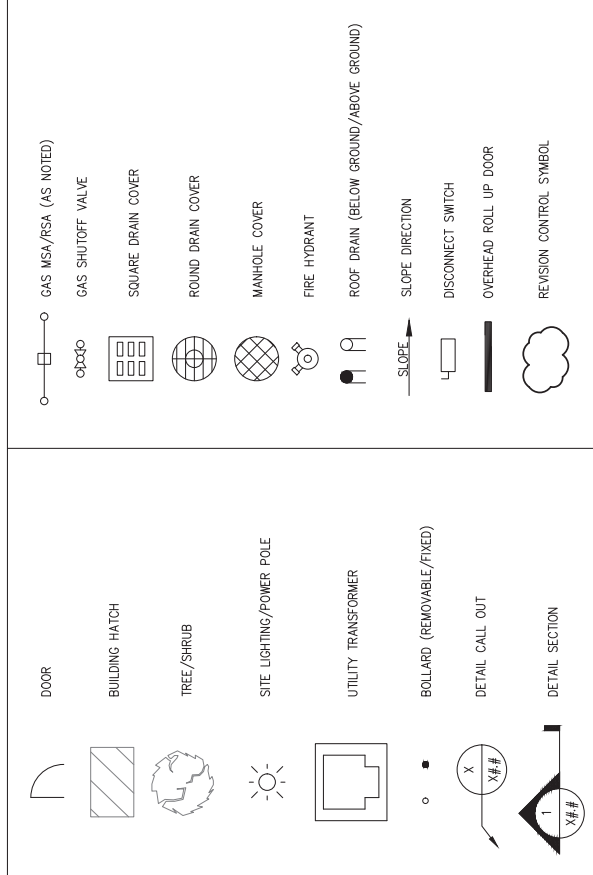 DOOR
BUILDING HATCH
TREE/SHRUB
SITE LIGHTING/POWER POLE
UTILITY TRANSFORMER
BOLLARD (REMOVABLE/FIXED)
X
X#.#
DETAIL CALL OUT
1
X#.#
DETAIL SECTION
GAS MSA/RSA (AS NOTED)
GAS SHUTOFF VALVE
SQUARE DRAIN COVER
ROUND DRAIN COVER
MANHOLE COVER
FIRE HYDRANT
ROOF DRAIN (BELOW GROUND/ABOVE GROUND)
SLOPE
SLOPE DIRECTION
DISCONNECT SWITCH
OVERHEAD ROLL UP DOOR
REVISION CONTROL SYMBOL